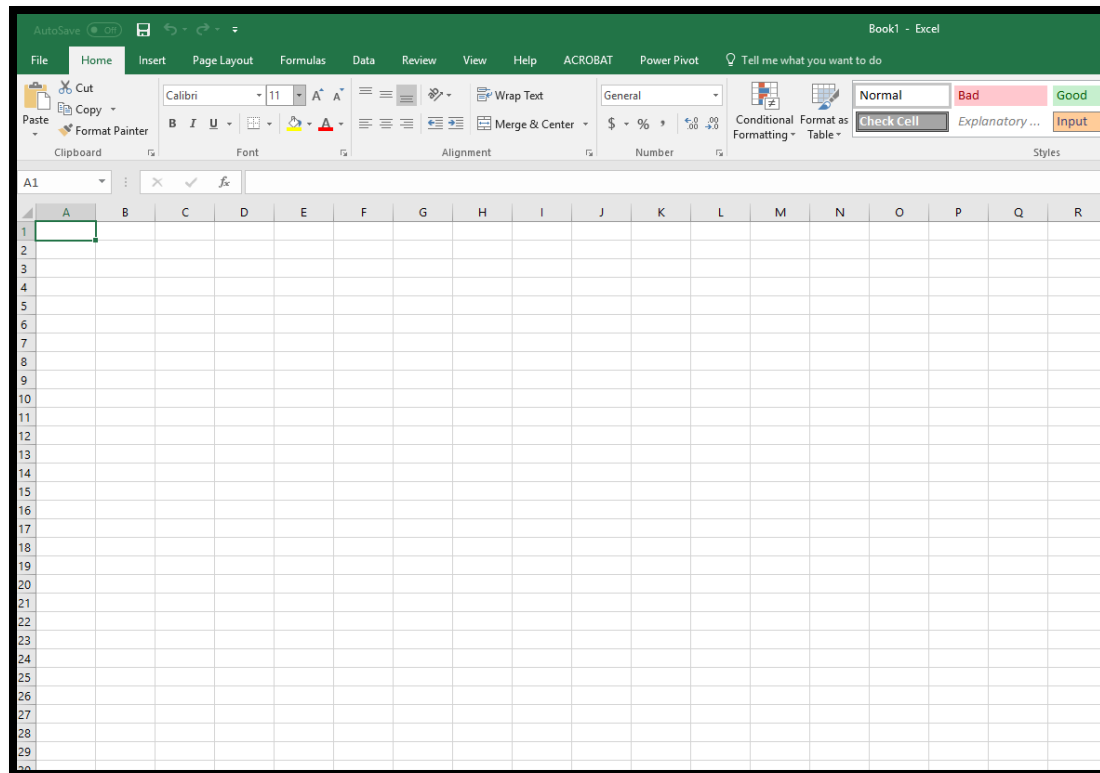 AutoSave Off Book1 - Excel
File Home Insert Page Layout Formulas Data Review View Help ACROBAT Power Pivot Tell me what you want to do
Cut
Copy
Format Painter
Paste
Clipboard
Calibri 11 A A
B I U A
Font
Wrap Text
Merge & Center
Alignment
General
$ % , .00 .0 .00 .0
Number
Conditional Formatting
Format as Table
Normal Bad Good
Check Cell Explanatory ... Input
Styles
A1 fx
A B C D E F G H I J K L M N O P Q R
1
2
3
4
5
6
7
8
9
10
11
12
13
14
15
16
17
18
19
20
21
22
23
24
25
26
27
28
29